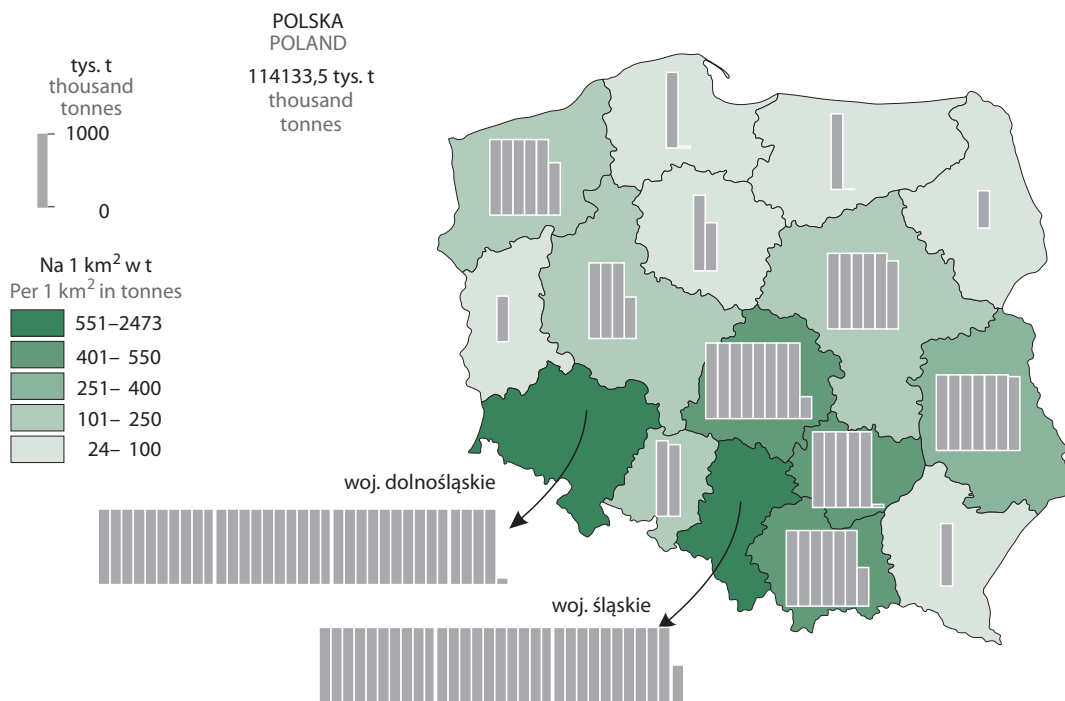 POLSKA
POLAND
114133,5 tys. t
thousand
tonnes
tys. t
thousand
tonnes
1000
0
Na 1 km² w t
Per 1 km² in tonnes
551–2473
401– 550
251– 400
101– 250
24– 100
woj. dolnośląskie
woj. śląskie